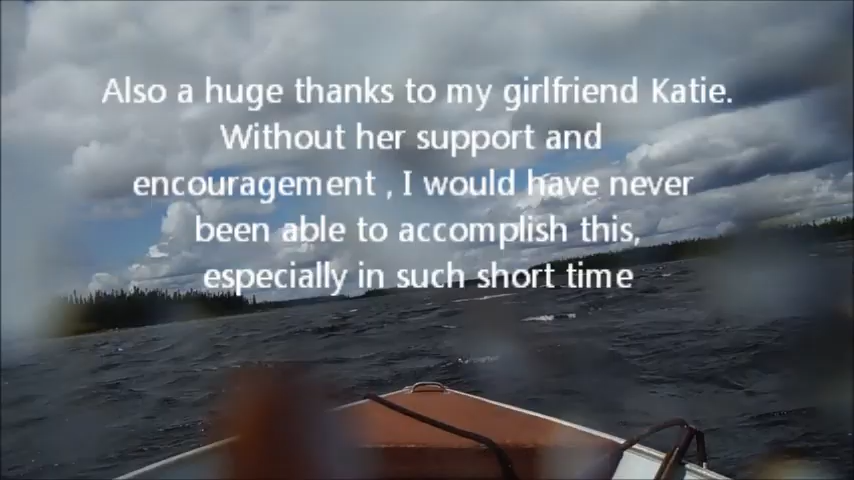 Also a huge thanks to my girlfriend Katie.
Without her support and
encouragement , I would have never
been able to accomplish this,
especially in such short time